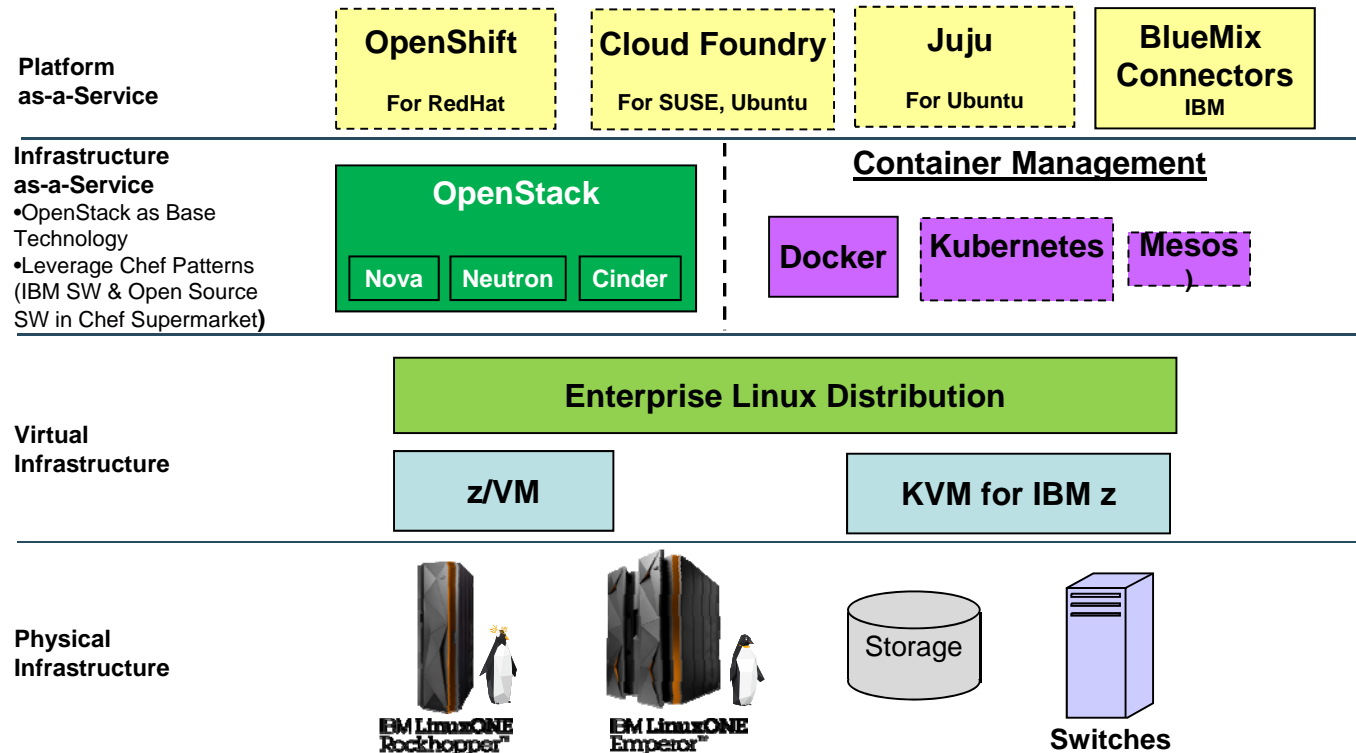 Platform
as-a-Service
OpenShift
For RedHat
Cloud Foundry
For SUSE, Ubuntu
Juju
For Ubuntu
BlueMix
Connectors
IBM
Infrastructure
as-a-Service
•OpenStack as Base
Technology
•Leverage Chef Patterns
(IBM SW & Open Source
SW in Chef Supermarket)
OpenStack
Nova
Neutron
Cinder
Container Management
Docker
Kubernetes
Mesos
)
Virtual
Infrastructure
Enterprise Linux Distribution
z/VM
KVM for IBM z
Physical
Infrastructure
IBM LinuxONE
Rockhopper™
IBM LinuxONE
Emperor™
Storage
Switches